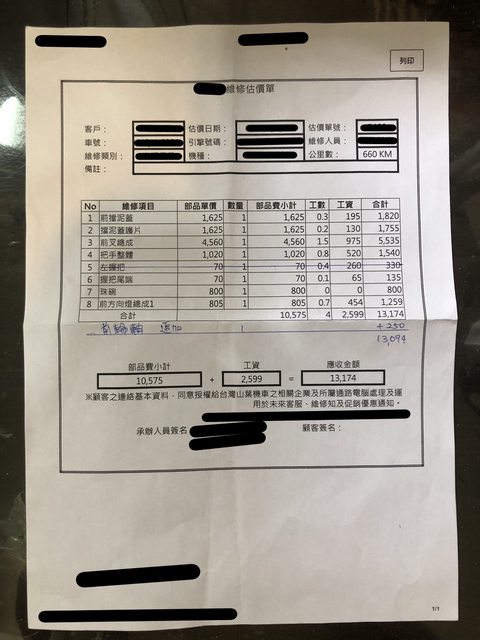 列印
維修估價單
客戶： 估價日期： 估價單號：
車號： 引擎號碼： 維修人員：
維修類別： 機種： 公里數： 660 KM
備註：
No 維修項目 部品單價 數量 部品費小計 工數 工資 合計
1 前擋泥蓋 1,625 1 1,625 0.3 195 1,820
2 擋泥蓋護片 1,625 1 1,625 0.2 130 1,755
3 前叉總成 4,560 1 4,560 1.5 975 5,535
4 把手整體 1,020 1 1,020 0.8 520 1,540
5 左握把 70 1 70 0.4 260 330
6 握把尾端 70 1 70 0.1 65 135
7 珠碗 800 1 800 0 0 800
8 前方向燈總成1 805 1 805 0.7 454 1,259
合計 10,575 4 2,599 13,174
前輪軸 追加 1 +250
13,094
部品費小計 工資 應收金額
10,575 + 2,599 = 13,174
※顧客之連絡基本資料，同意授權給台灣山葉機車之相關企業及所屬通路電腦處理及運
用於未來客服、維修知及促銷優惠通知。
承辦人員簽名 顧客簽名：
1/1